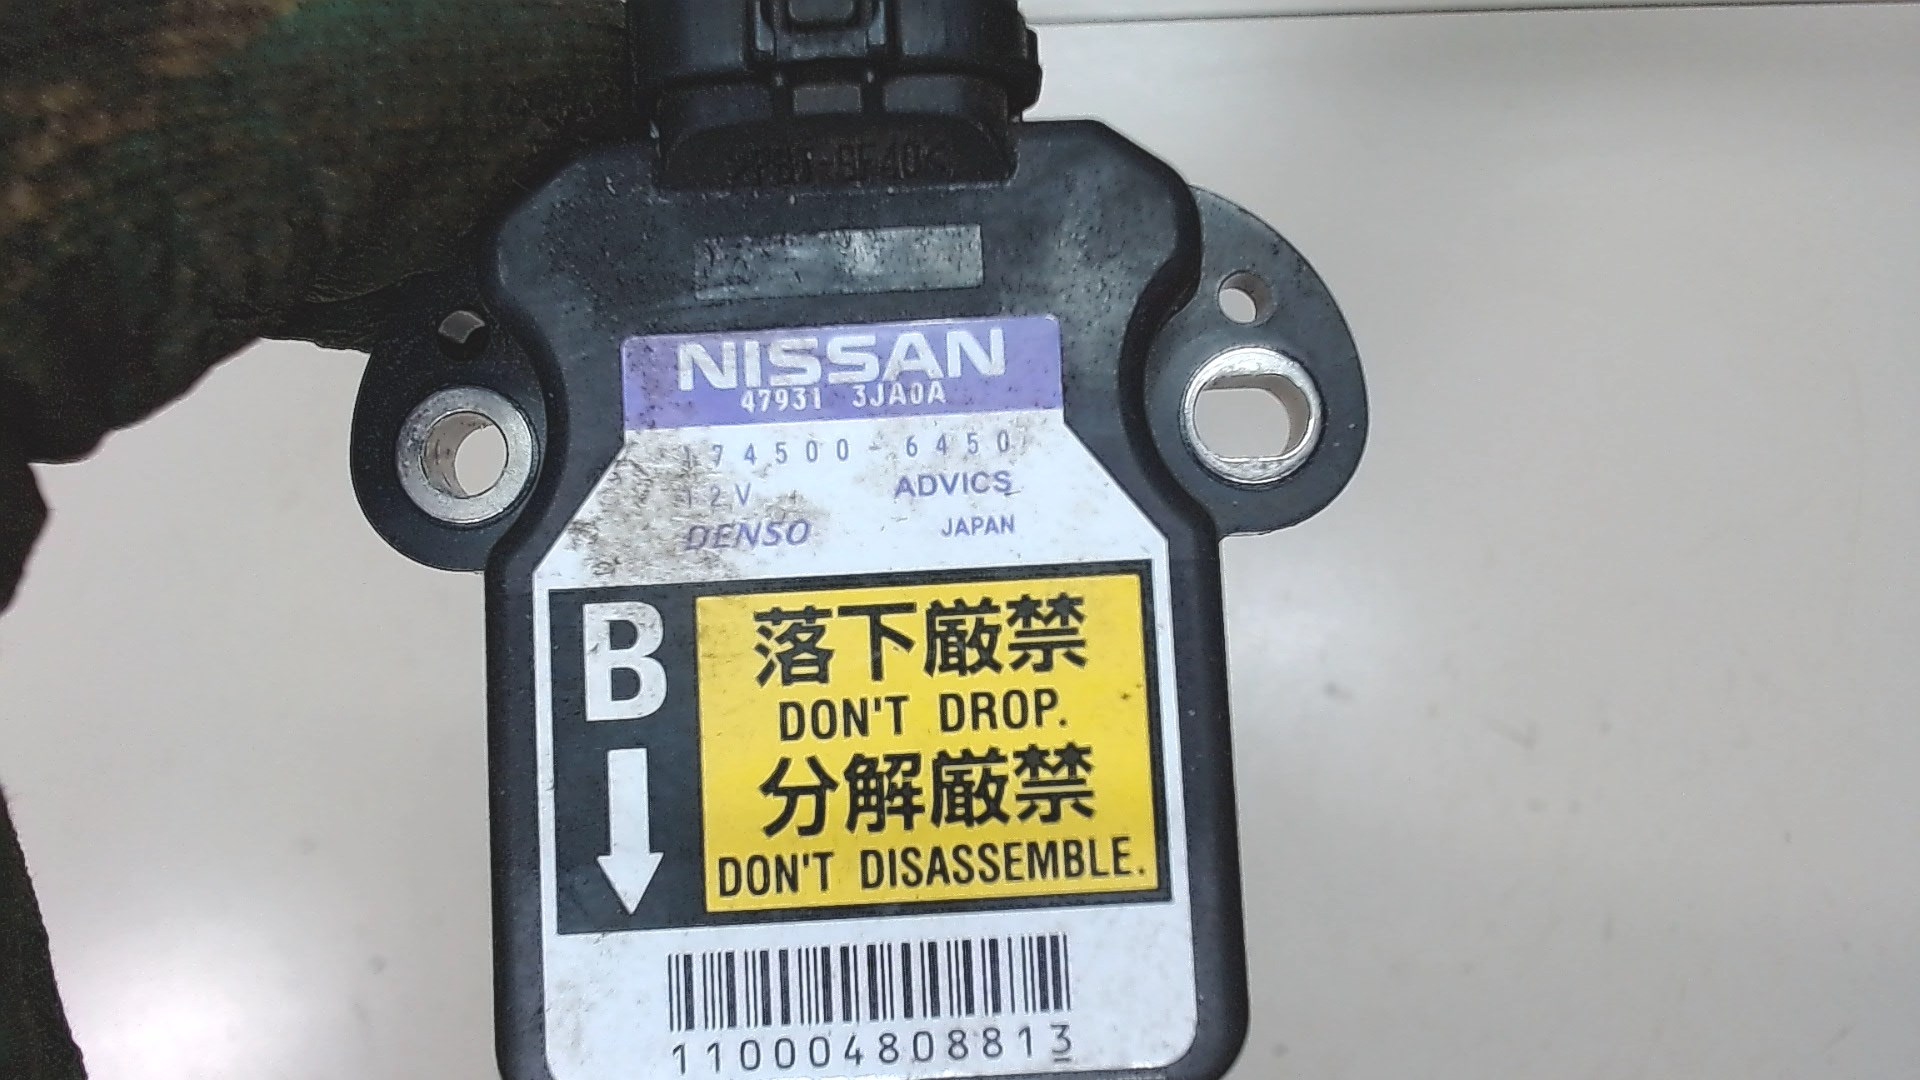 NISSAN
47931 3JA0A
174500-6450
12V ADVICS
DENSO JAPAN
B
落下厳禁
DON'T DROP.
分解厳禁
DON'T DISASSEMBLE.
110004808813